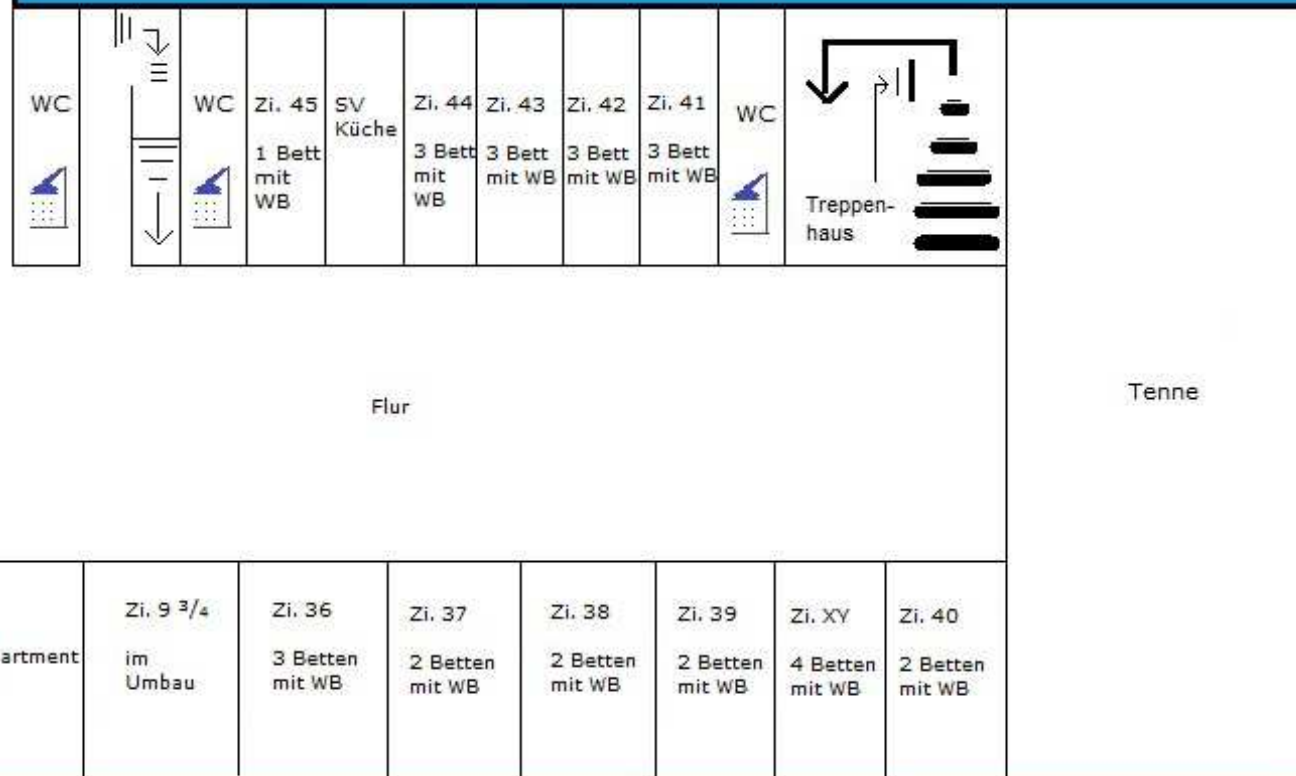 WC
WC
Zi. 45
1 Bett
mit
WB
SV
Küche
Zi. 44
3 Bett
mit
WB
Zi. 43
3 Bett
mit WB
Zi. 42
3 Bett
mit WB
Zi. 41
3 Bett
mit WB
WC
Treppen-
haus
Flur
Tenne
artment
Zi. 9 ³/₄
im
Umbau
Zi. 36
3 Betten
mit WB
Zi. 37
2 Betten
mit WB
Zi. 38
2 Betten
mit WB
Zi. 39
2 Betten
mit WB
Zi. XY
4 Betten
mit WB
Zi. 40
2 Betten
mit WB